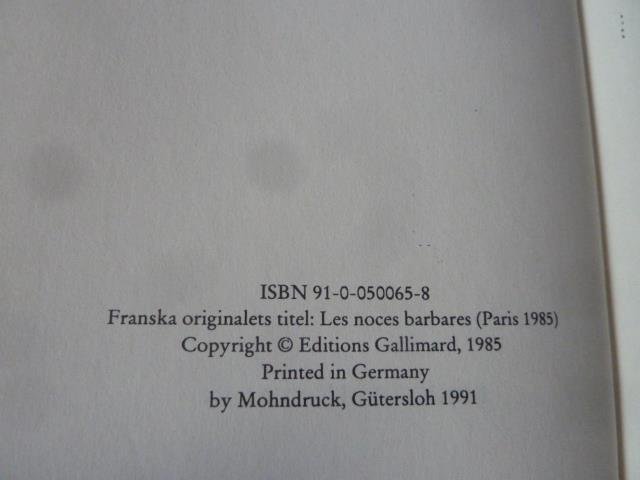 ISBN 91-0-050065-8
Franska originalets titel: Les noces barbares (Paris 1985)
Copyright © Editions Gallimard, 1985
Printed in Germany
by Mohndruck, Gütersloh 1991